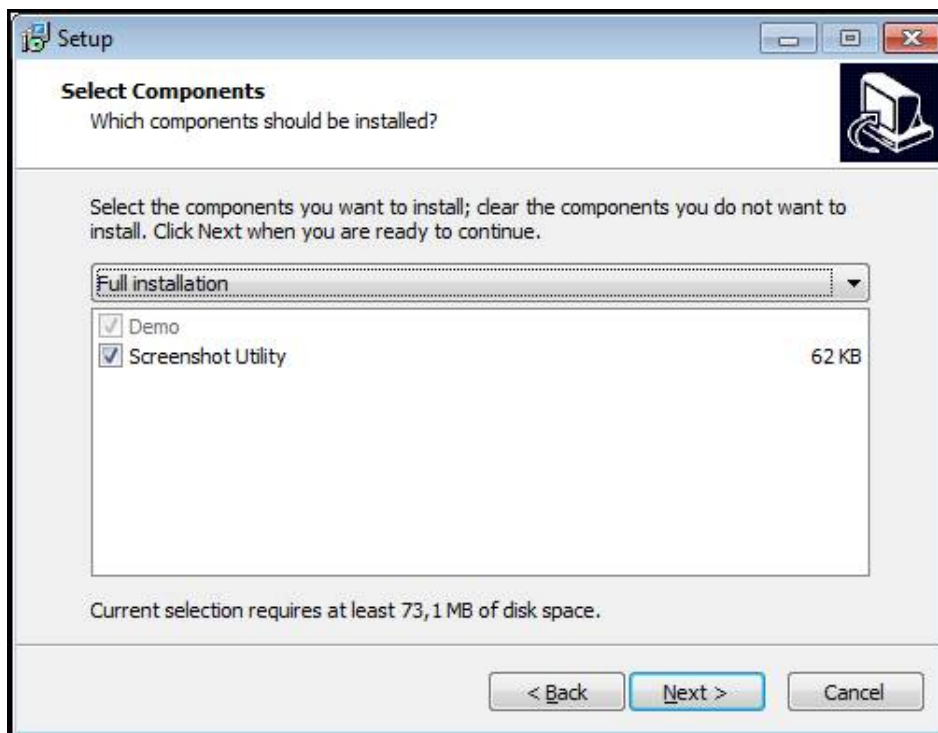 Setup
Select Components
Which components should be installed?
Select the components you want to install; clear the components you do not want to
install. Click Next when you are ready to continue.
Full installation
Demo
Screenshot Utility 62 KB
Current selection requires at least 73,1 MB of disk space.
< Back Next > Cancel